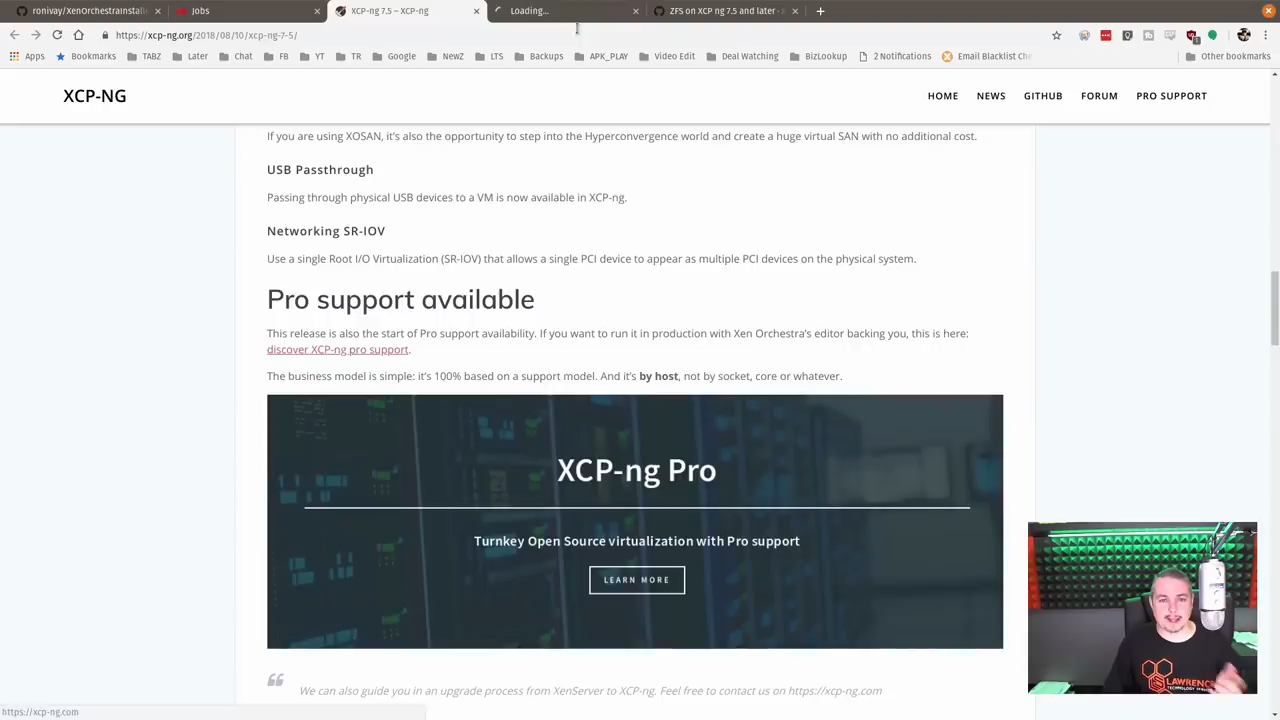 ronivay/XenOrchestraInstall
Jobs
XCP-ng 7.5 – XCP-ng
Loading...
ZFS on XCP ng 7.5 and later ·
https://xcp-ng.org/2018/08/10/xcp-ng-7-5/
Apps
Bookmarks
TABZ
Later
Chat
FB
YT
TR
Google
NewZ
LTS
Backups
APK_PLAY
Video Edit
Deal Watching
BizLookup
2 Notifications
Email Blacklist Che
Other bookmarks
XCP-NG
HOME NEWS GITHUB FORUM PRO SUPPORT
If you are using XOSAN, it's also the opportunity to step into the Hyperconvergence world and create a huge virtual SAN with no additional cost.
USB Passthrough
Passing through physical USB devices to a VM is now available in XCP-ng.
Networking SR-IOV
Use a single Root I/O Virtualization (SR-IOV) that allows a single PCI device to appear as multiple PCI devices on the physical system.
Pro support available
This release is also the start of Pro support availability. If you want to run it in production with Xen Orchestra's editor backing you, this is here:
discover XCP-ng pro support.
The business model is simple: it's 100% based on a support model. And it's by host, not by socket, core or whatever.
XCP-ng Pro
Turnkey Open Source virtualization with Pro support
LEARN MORE
We can also guide you in an upgrade process from XenServer to XCP-ng. Feel free to contact us on https://xcp-ng.com
https://xcp-ng.com
LAWRENCE